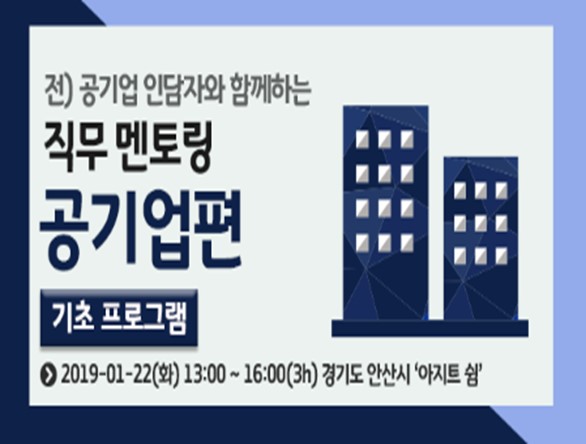 전) 공기업 인담자와 함께하는
직무 멘토링
공기업편
기초 프로그램
2019-01-22(화) 13:00 ~ 16:00(3h) 경기도 안산시 '아지트 쉼'